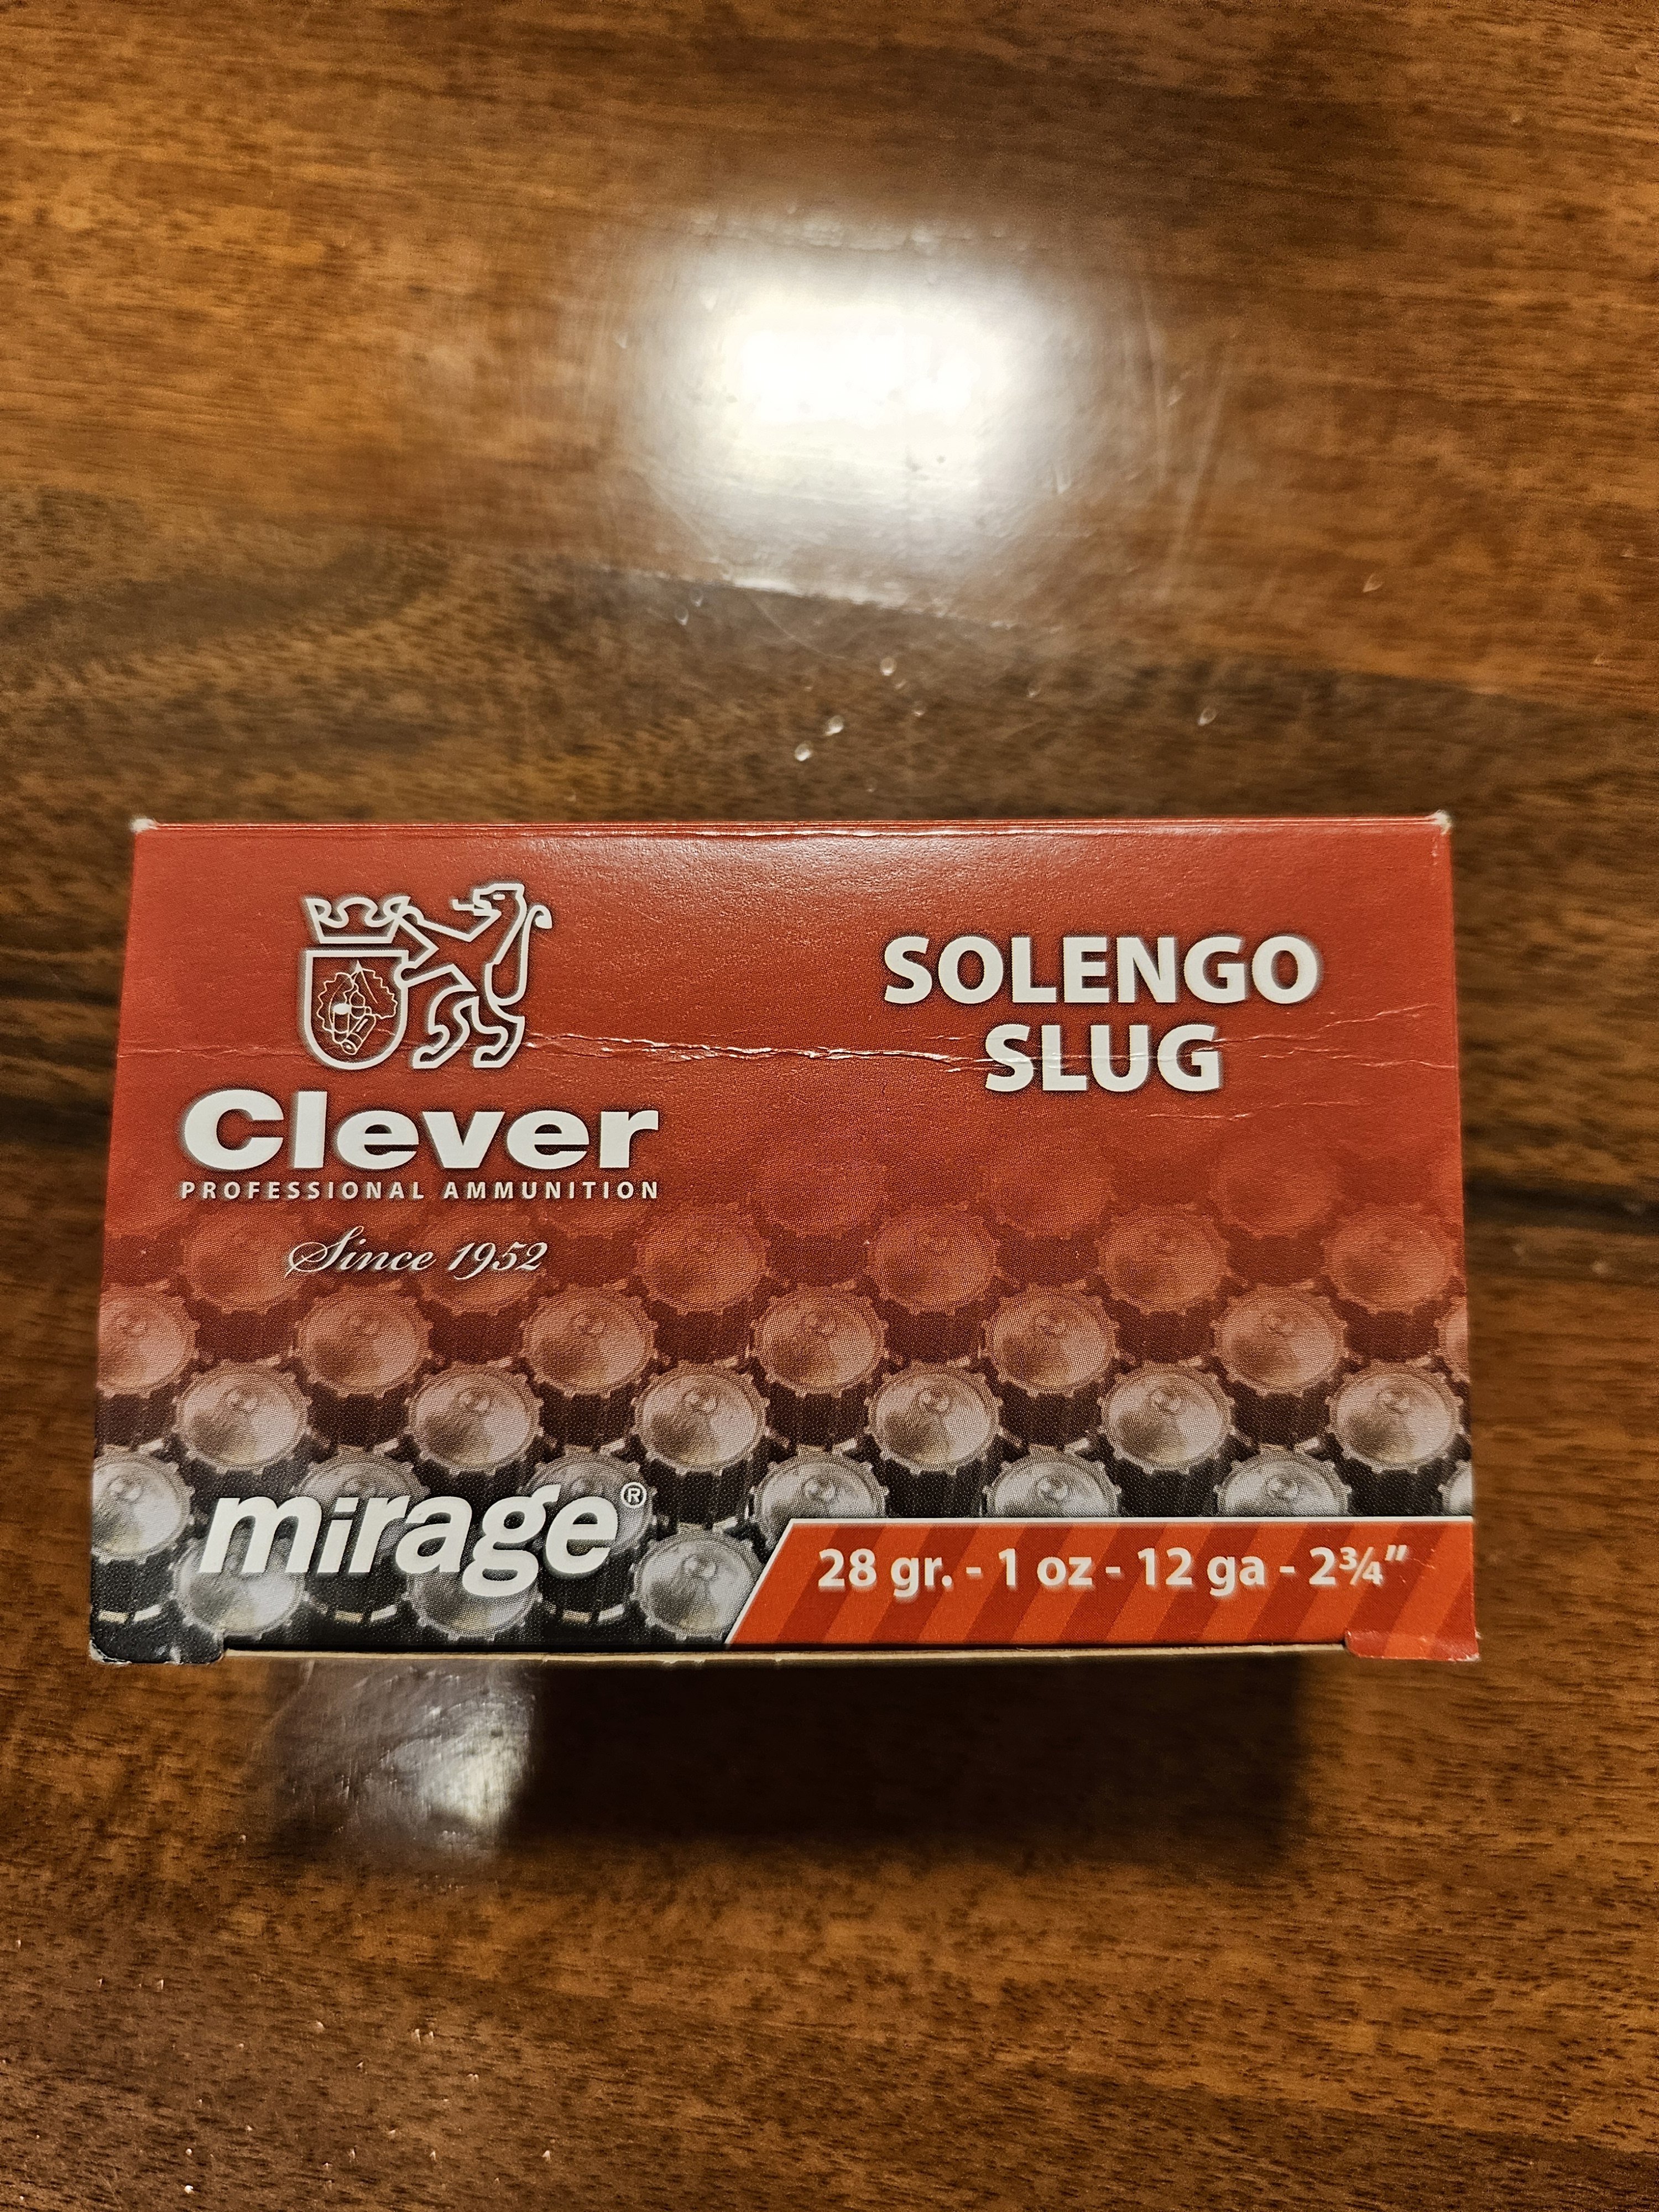 SOLENGO
SLUG
Clever
PROFESSIONAL AMMUNITION
Since 1952
mirage®
28 gr. - 1 oz - 12 ga - 2¾"